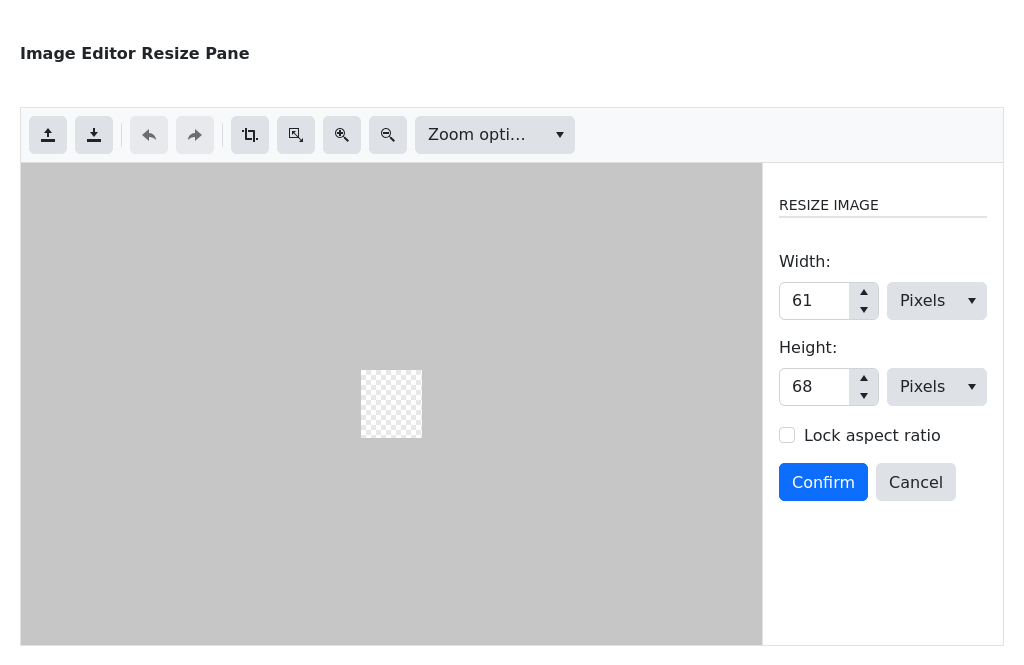 Image Editor Resize Pane
Zoom opti...
RESIZE IMAGE
Width:
61 Pixels
Height:
68 Pixels
Lock aspect ratio
Confirm Cancel